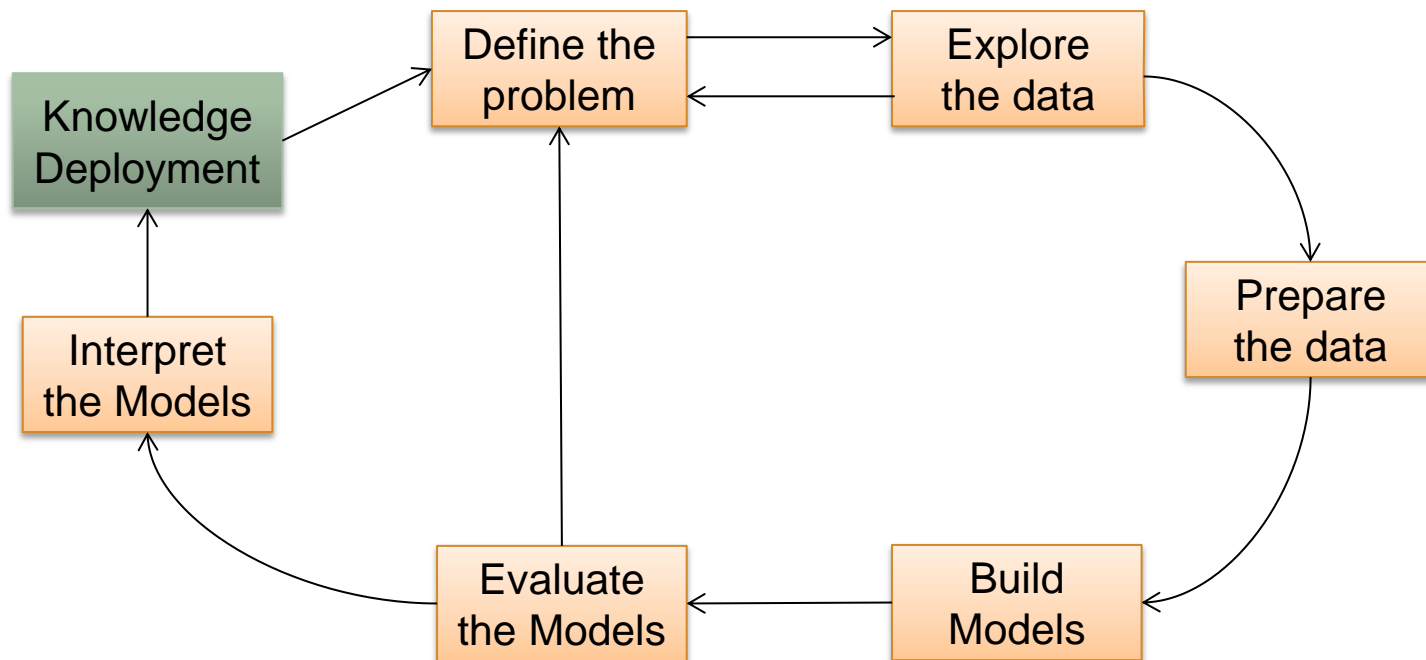 Define the
problem
Explore
the data
Knowledge
Deployment
Prepare
the data
Interpret
the Models
Evaluate
the Models
Build
Models